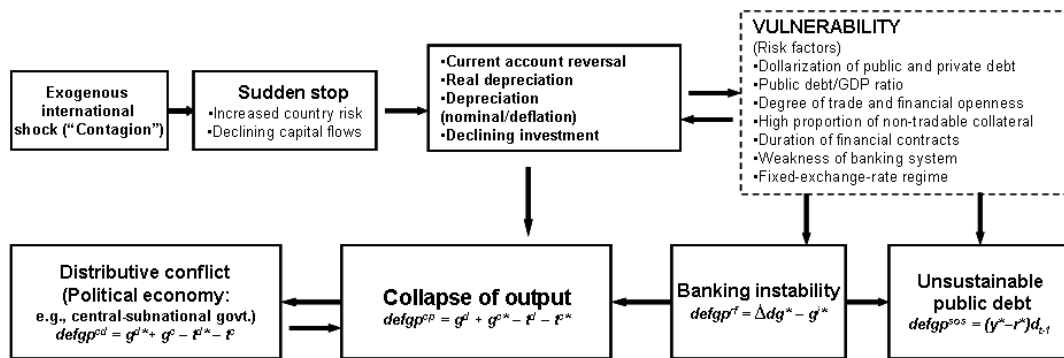 Exogenous
international
shock (“Contagion”)
Sudden stop
•Increased country risk
•Declining capital flows
•Current account reversal
•Real depreciation
•Depreciation
(nominal/deflation)
•Declining investment
VULNERABILITY
(Risk factors)
•Dollarization of public and private debt
•Public debt/GDP ratio
•Degree of trade and financial openness
•High proportion of non-tradable collateral
•Duration of financial contracts
•Weakness of banking system
•Fixed-exchange-rate regime
Distributive conflict
(Political economy:
e.g., central-subnational govt.)
defgp^cd = g^d* + g^c – t^d* – t^c
Collapse of output
defgp^cp = g^d + g^c* – t^d – t^c*
Banking instability
defgp^rf = Δdg* – g^i*
Unsustainable
public debt
defgp^sos = (y*–r*)d_t-1